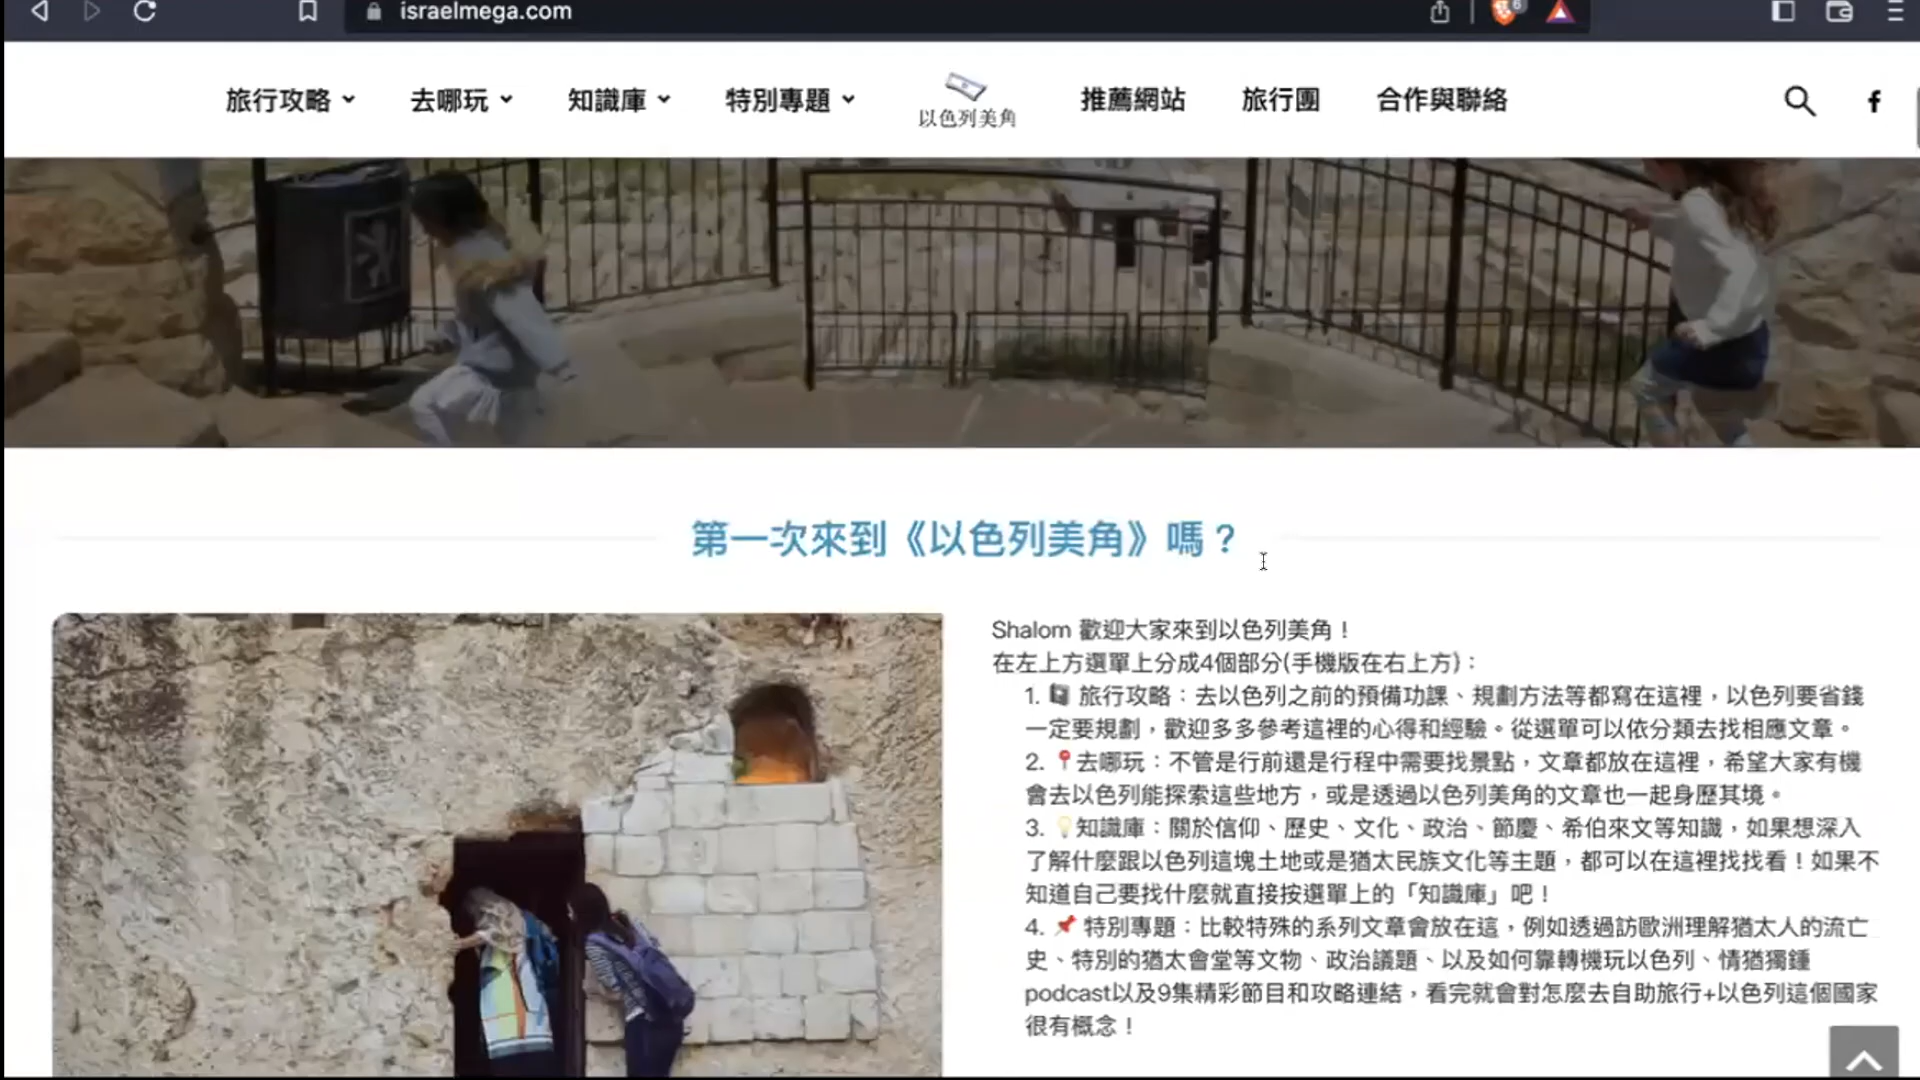 israelmega.com
6
旅行攻略 去哪玩 知識庫 特別專題 以色列美角 推薦網站 旅行團 合作與聯絡
第一次來到《以色列美角》嗎？
Shalom 歡迎大家來到以色列美角！
在左上方選單上分成4個部分(手機版在右上方)：
1. 旅行攻略：去以色列之前的預備功課、規劃方法等都寫在這裡，以色列要省錢
一定要規劃，歡迎多多參考這裡的心得和經驗。從選單可以依分類去找相應文章。
2. 📍去哪玩：不管是行前還是行程中需要找景點，文章都放在這裡，希望大家有機
會去以色列能探索這些地方，或是透過以色列美角的文章也一起身歷其境。
3. 💡知識庫：關於信仰、歷史、文化、政治、節慶、希伯來文等知識，如果想深入
了解什麼跟以色列這塊土地或是猶太民族文化等主題，都可以在這裡找找看！如果不
知道自己要找什麼就直接按選單上的「知識庫」吧！
4. 📌 特別專題：比較特殊的系列文章會放在這，例如透過訪歐洲理解猶太人的流亡
史、特別的猶太會堂等文物、政治議題、以及如何靠轉機玩以色列、情猶獨鍾
podcast以及9集精彩節目和攻略連結，看完就會對怎麼去自助旅行+以色列這個國家
很有概念！